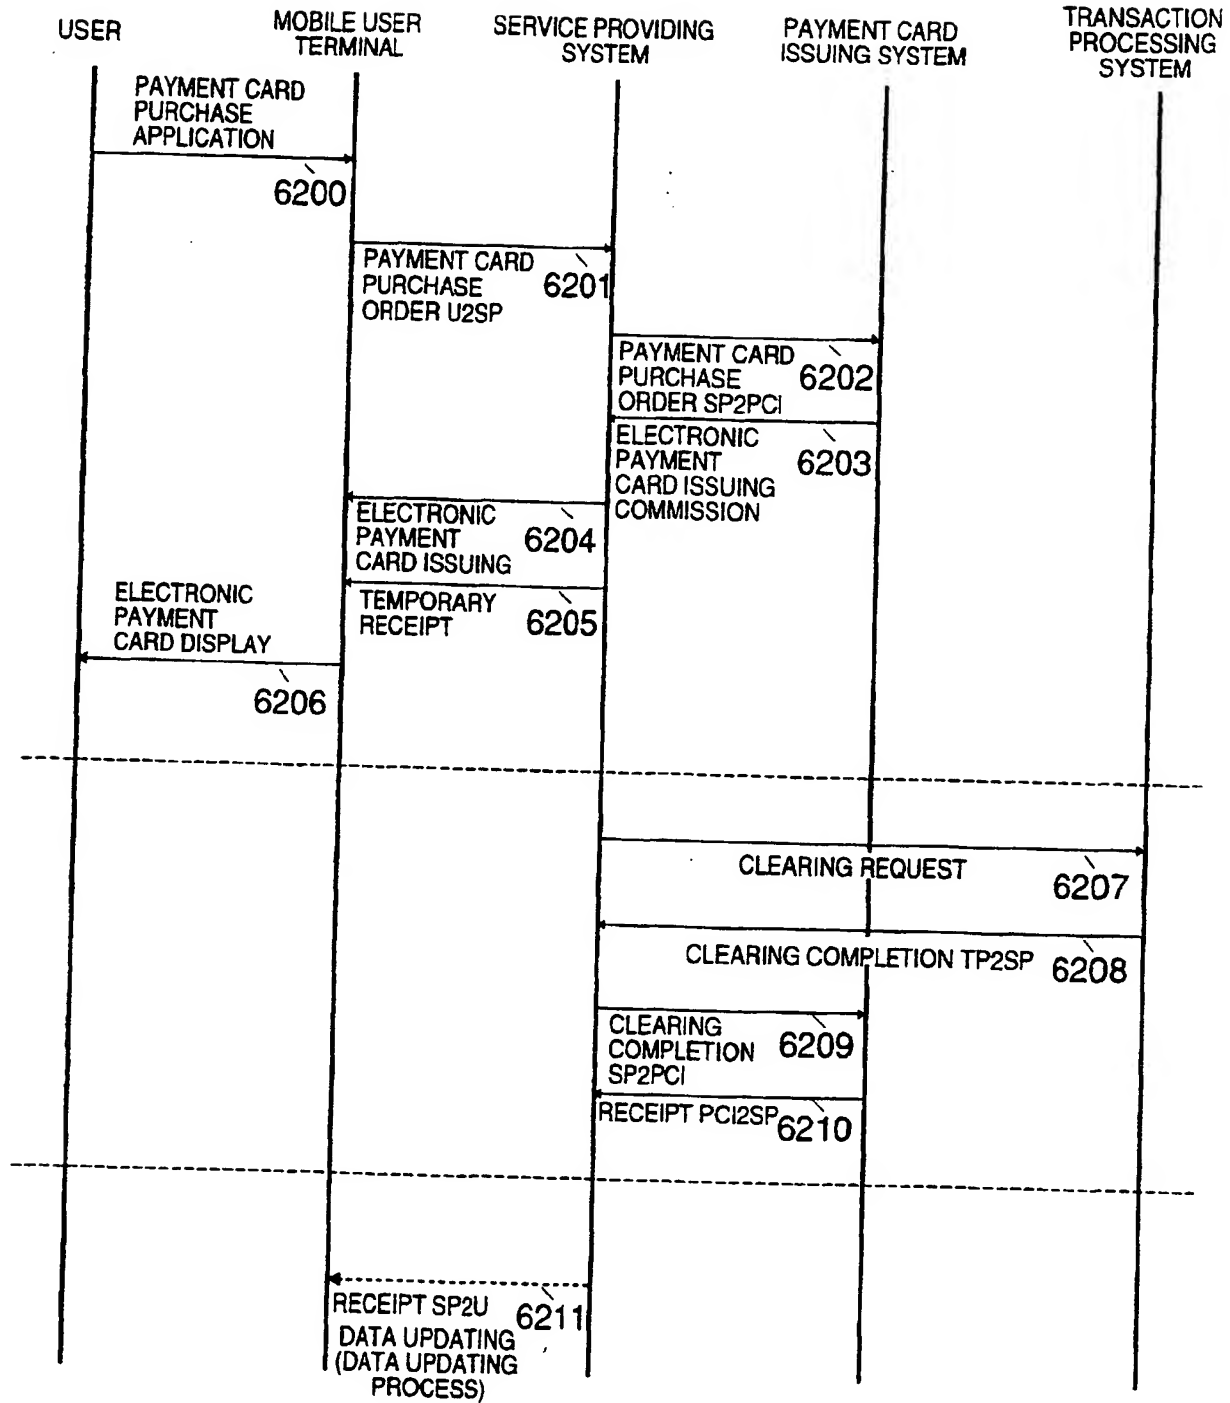 USER
MOBILE USER
TERMINAL
SERVICE PROVIDING
SYSTEM
PAYMENT CARD
ISSUING SYSTEM
TRANSACTION
PROCESSING
SYSTEM
PAYMENT CARD
PURCHASE
APPLICATION
6200
PAYMENT CARD
PURCHASE
ORDER U2SP
6201
PAYMENT CARD
PURCHASE
ORDER SP2PCI
6202
ELECTRONIC
PAYMENT
CARD ISSUING
COMMISSION
6203
ELECTRONIC
PAYMENT
CARD ISSUING
6204
TEMPORARY
RECEIPT
6205
ELECTRONIC
PAYMENT
CARD DISPLAY
6206
CLEARING REQUEST
6207
CLEARING COMPLETION TP2SP
6208
CLEARING
COMPLETION
SP2PCI
6209
RECEIPT PCI2SP
6210
RECEIPT SP2U
6211
DATA UPDATING
(DATA UPDATING
PROCESS)